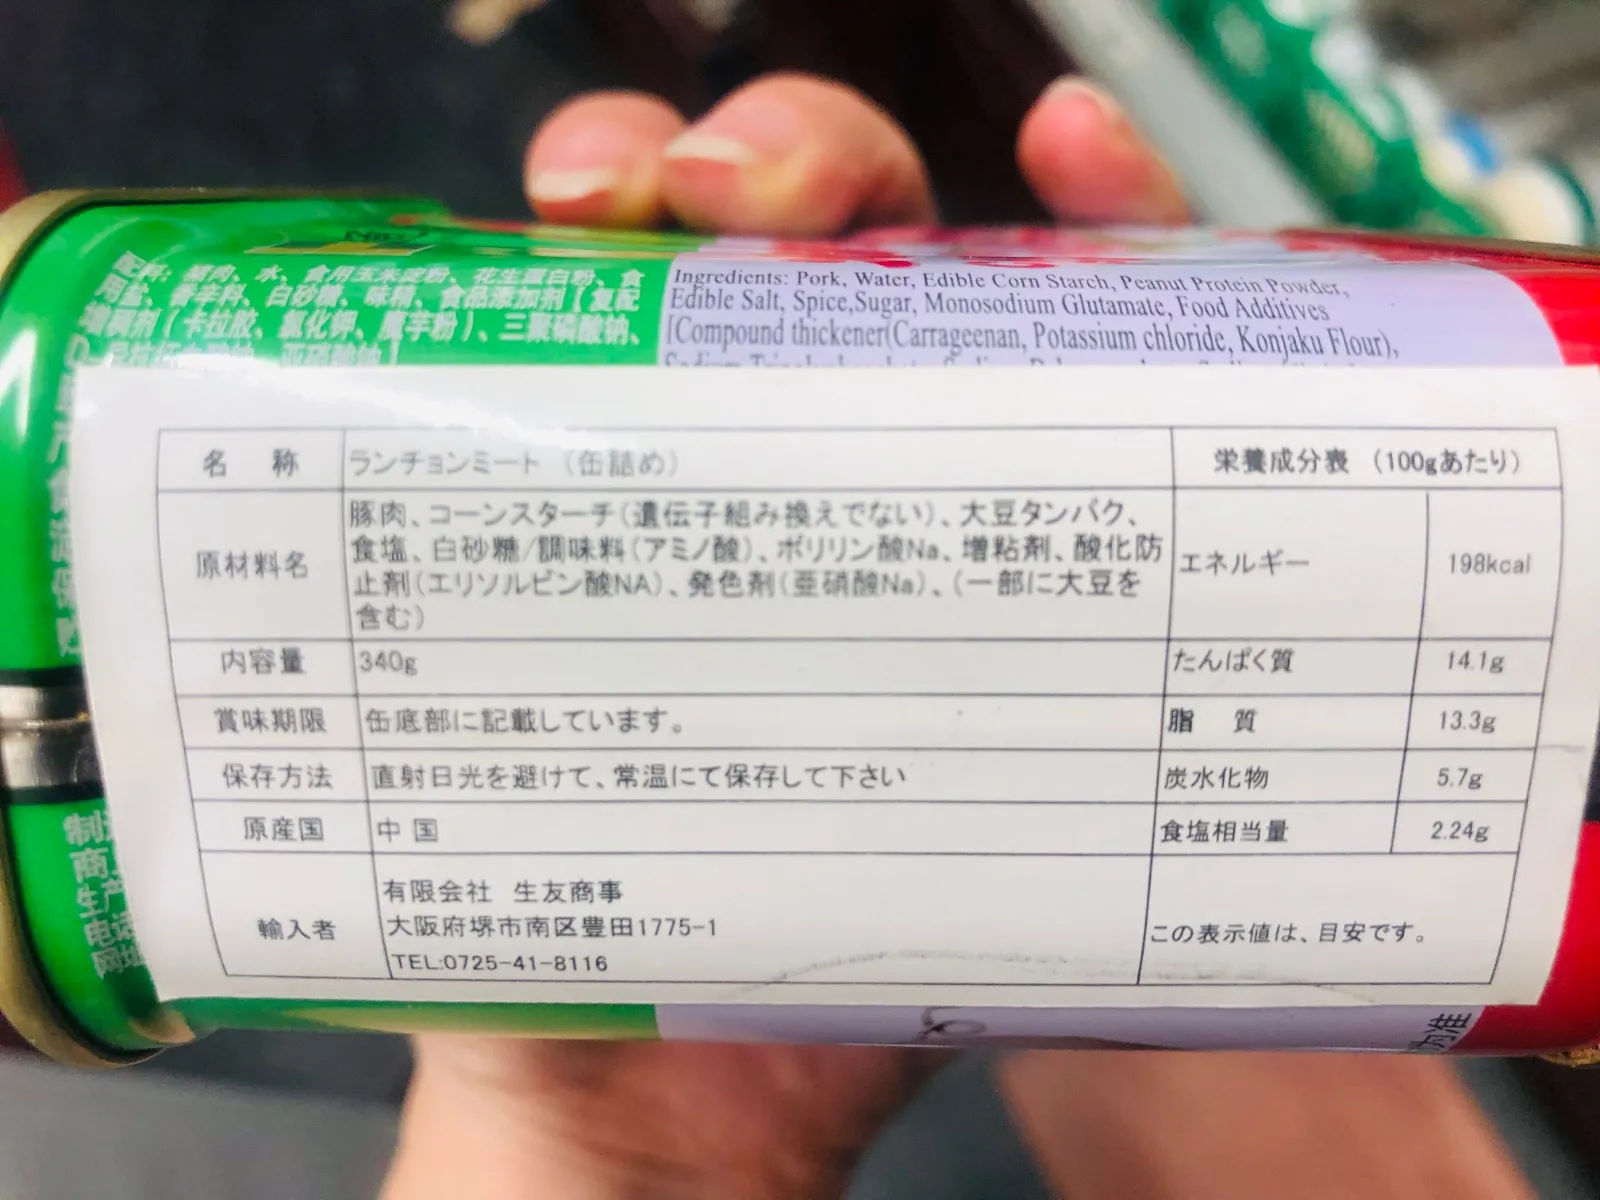 配料：猪肉、水、食用玉米淀粉、花生蛋白粉、食
用盐、香辛料、白砂糖、味精、食品添加剂【复配
增稠剂（卡拉胶、氯化钾、魔芋粉）、三聚磷酸钠、
亚硝酸钠】
Ingredients: Pork, Water, Edible Corn Starch, Peanut Protein Powder,
Edible Salt, Spice,Sugar, Monosodium Glutamate, Food Additives
[Compound thickener(Carrageenan, Potassium chloride, Konjaku Flour),
名 称 ランチョンミート （缶詰め）
栄養成分表 （100gあたり）
原材料名
豚肉、コーンスターチ（遺伝子組み換えでない）、大豆タンパク、
食塩、白砂糖/調味料（アミノ酸）、ポリリン酸Na、増粘剤、酸化防
止剤（エリソルビン酸NA）、発色剤（亜硝酸Na）、（一部に大豆を
含む）
エネルギー 198kcal
内容量 340g
たんぱく質 14.1g
賞味期限 缶底部に記載しています。
脂 質 13.3g
保存方法 直射日光を避けて、常温にて保存して下さい
炭水化物 5.7g
原産国 中 国
食塩相当量 2.24g
輸入者
有限会社 生友商事
大阪府堺市南区豊田1775-1
TEL:0725-41-8116
この表示値は、目安です。
制造
商
生产
电话
网址
为准